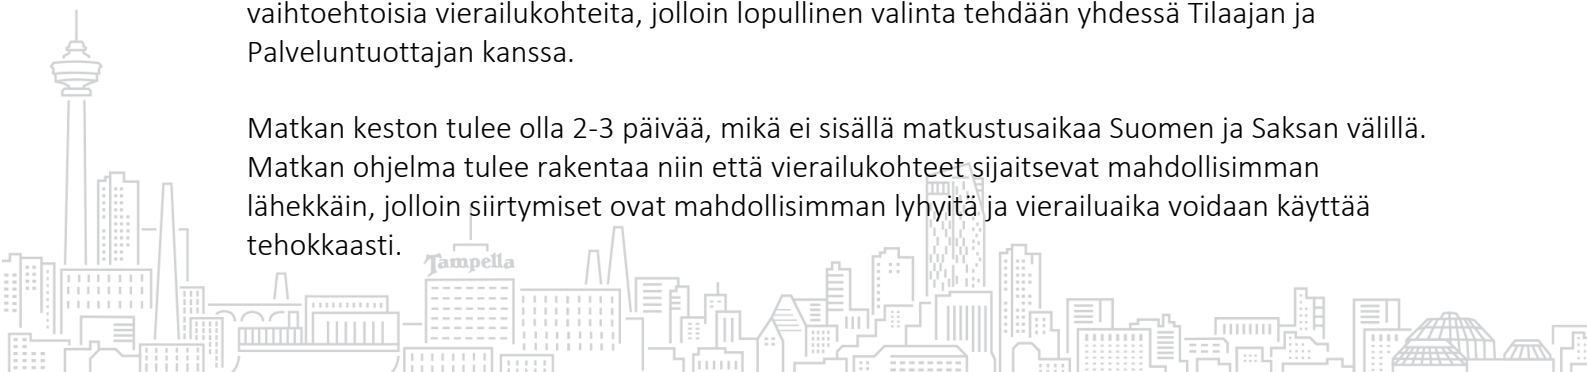 vaihtoehtoisia vierailukohteita, jolloin lopullinen valinta tehdään yhdessä Tilaajan ja
Palveluntuottajan kanssa.
Matkan keston tulee olla 2-3 päivää, mikä ei sisällä matkustusaikaa Suomen ja Saksan välillä.
Matkan ohjelma tulee rakentaa niin että vierailukohteet sijaitsevat mahdollisimman
lähekkäin, jolloin siirtymiset ovat mahdollisimman lyhyitä ja vierailuaika voidaan käyttää
tehokkaasti.
Tampella